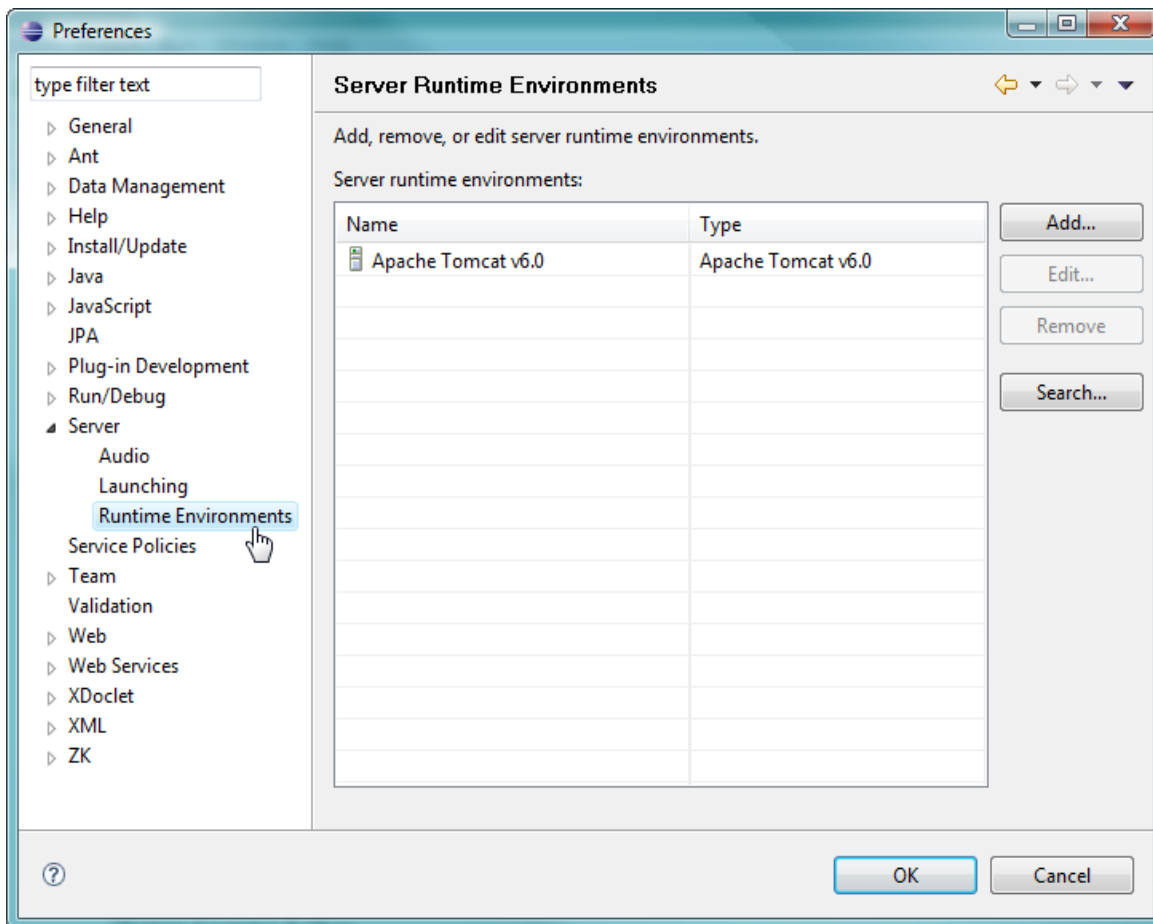 Preferences
type filter text
General
Ant
Data Management
Help
Install/Update
Java
JavaScript
JPA
Plug-in Development
Run/Debug
Server
Audio
Launching
Runtime Environments
Service Policies
Team
Validation
Web
Web Services
XDoclet
XML
ZK
Server Runtime Environments
Add, remove, or edit server runtime environments.
Server runtime environments:
Name Type
Apache Tomcat v6.0 Apache Tomcat v6.0
Add...
Edit...
Remove
Search...
?
OK Cancel